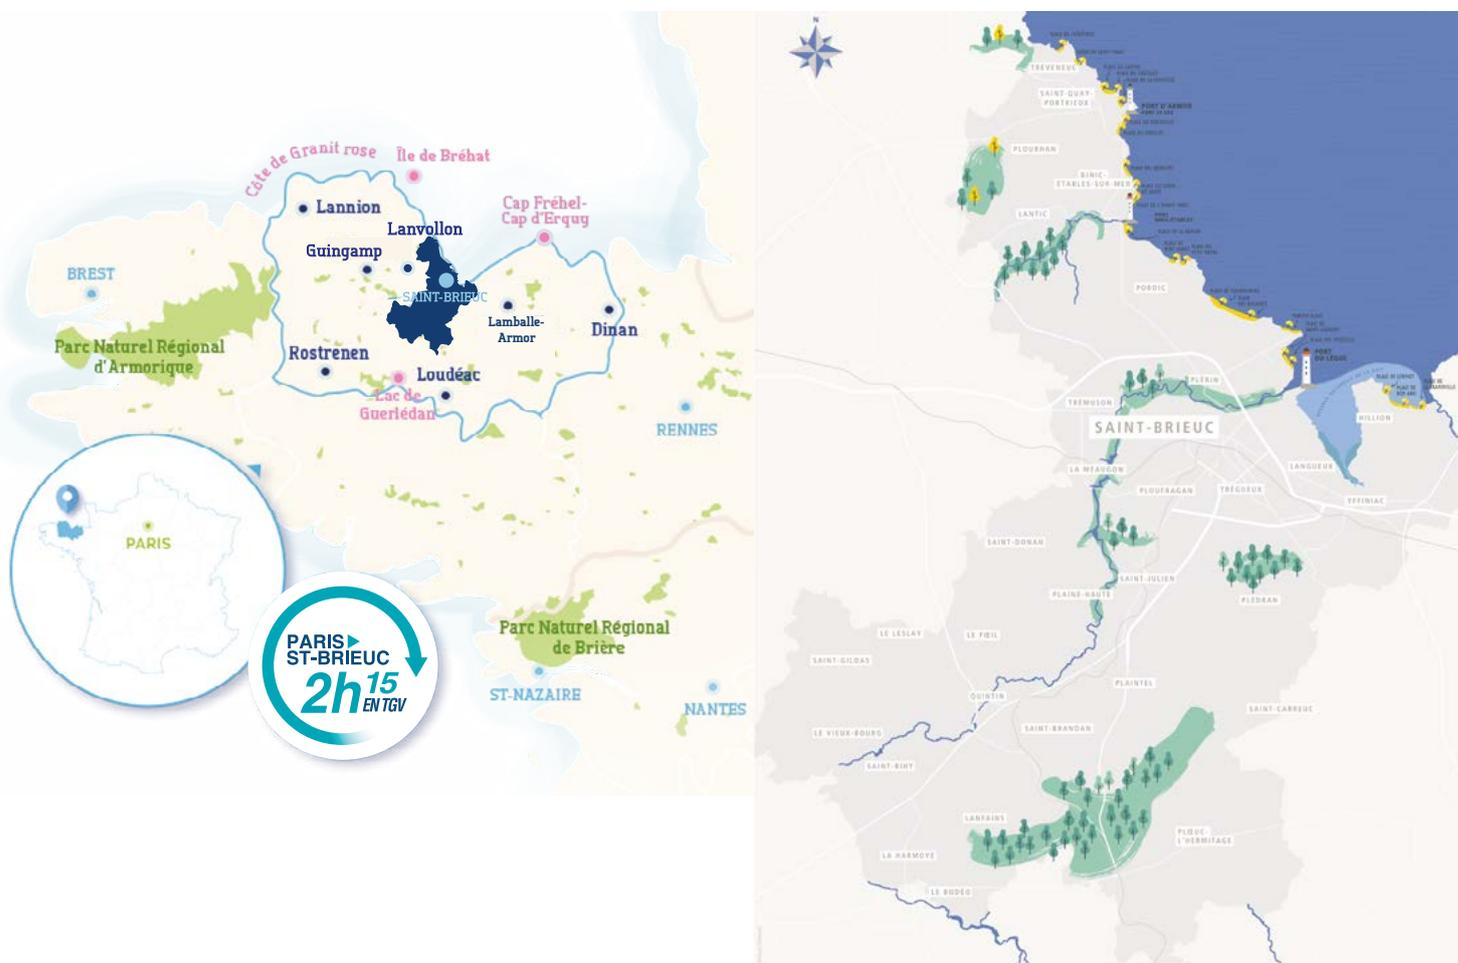 Côte de Granit rose
Île de Bréhat
Cap Fréhel-
Cap d'Erquy
Lannion
Lanvollon
Guingamp
BREST
SAINT-BRIEUC
Lamballe-
Armor
Dinan
Parc Naturel Régional
d'Armorique
Rostrenen
Loudéac
Lac de
Guerlédan
RENNES
PARIS
PARIS
ST-BRIEUC
2h15
EN TGV
Parc Naturel Régional
de Brière
ST-NAZAIRE
NANTES
N
TRÉVENEUC
SAINT-QUAY-
PORTRIEUX
PORT D'ARMOR
PLOURHAN
BINIC-
ETABLES-SUR-MER
LANTIC
PORDIC
PORT
DU LÉGUÉ
PLÉRIN
TRÉMUSON
HILLION
SAINT-BRIEUC
LA MÉAUGON
LANGUEUX
PLOUFRAGAN
TRÉGUEUX
YFFINIAC
SAINT-DONAN
SAINT-JULIEN
PLAINE-HAUTE
PLÉDRAN
LE LESLAY
LE FŒIL
SAINT-GILDAS
PLAINTEL
QUINTIN
SAINT-CARREUC
SAINT-BRANDAN
LE VIEUX-BOURG
SAINT-BIHY
LANFAINS
PLŒUC-
L'HERMITAGE
LA HARMOYE
LE BODÉO